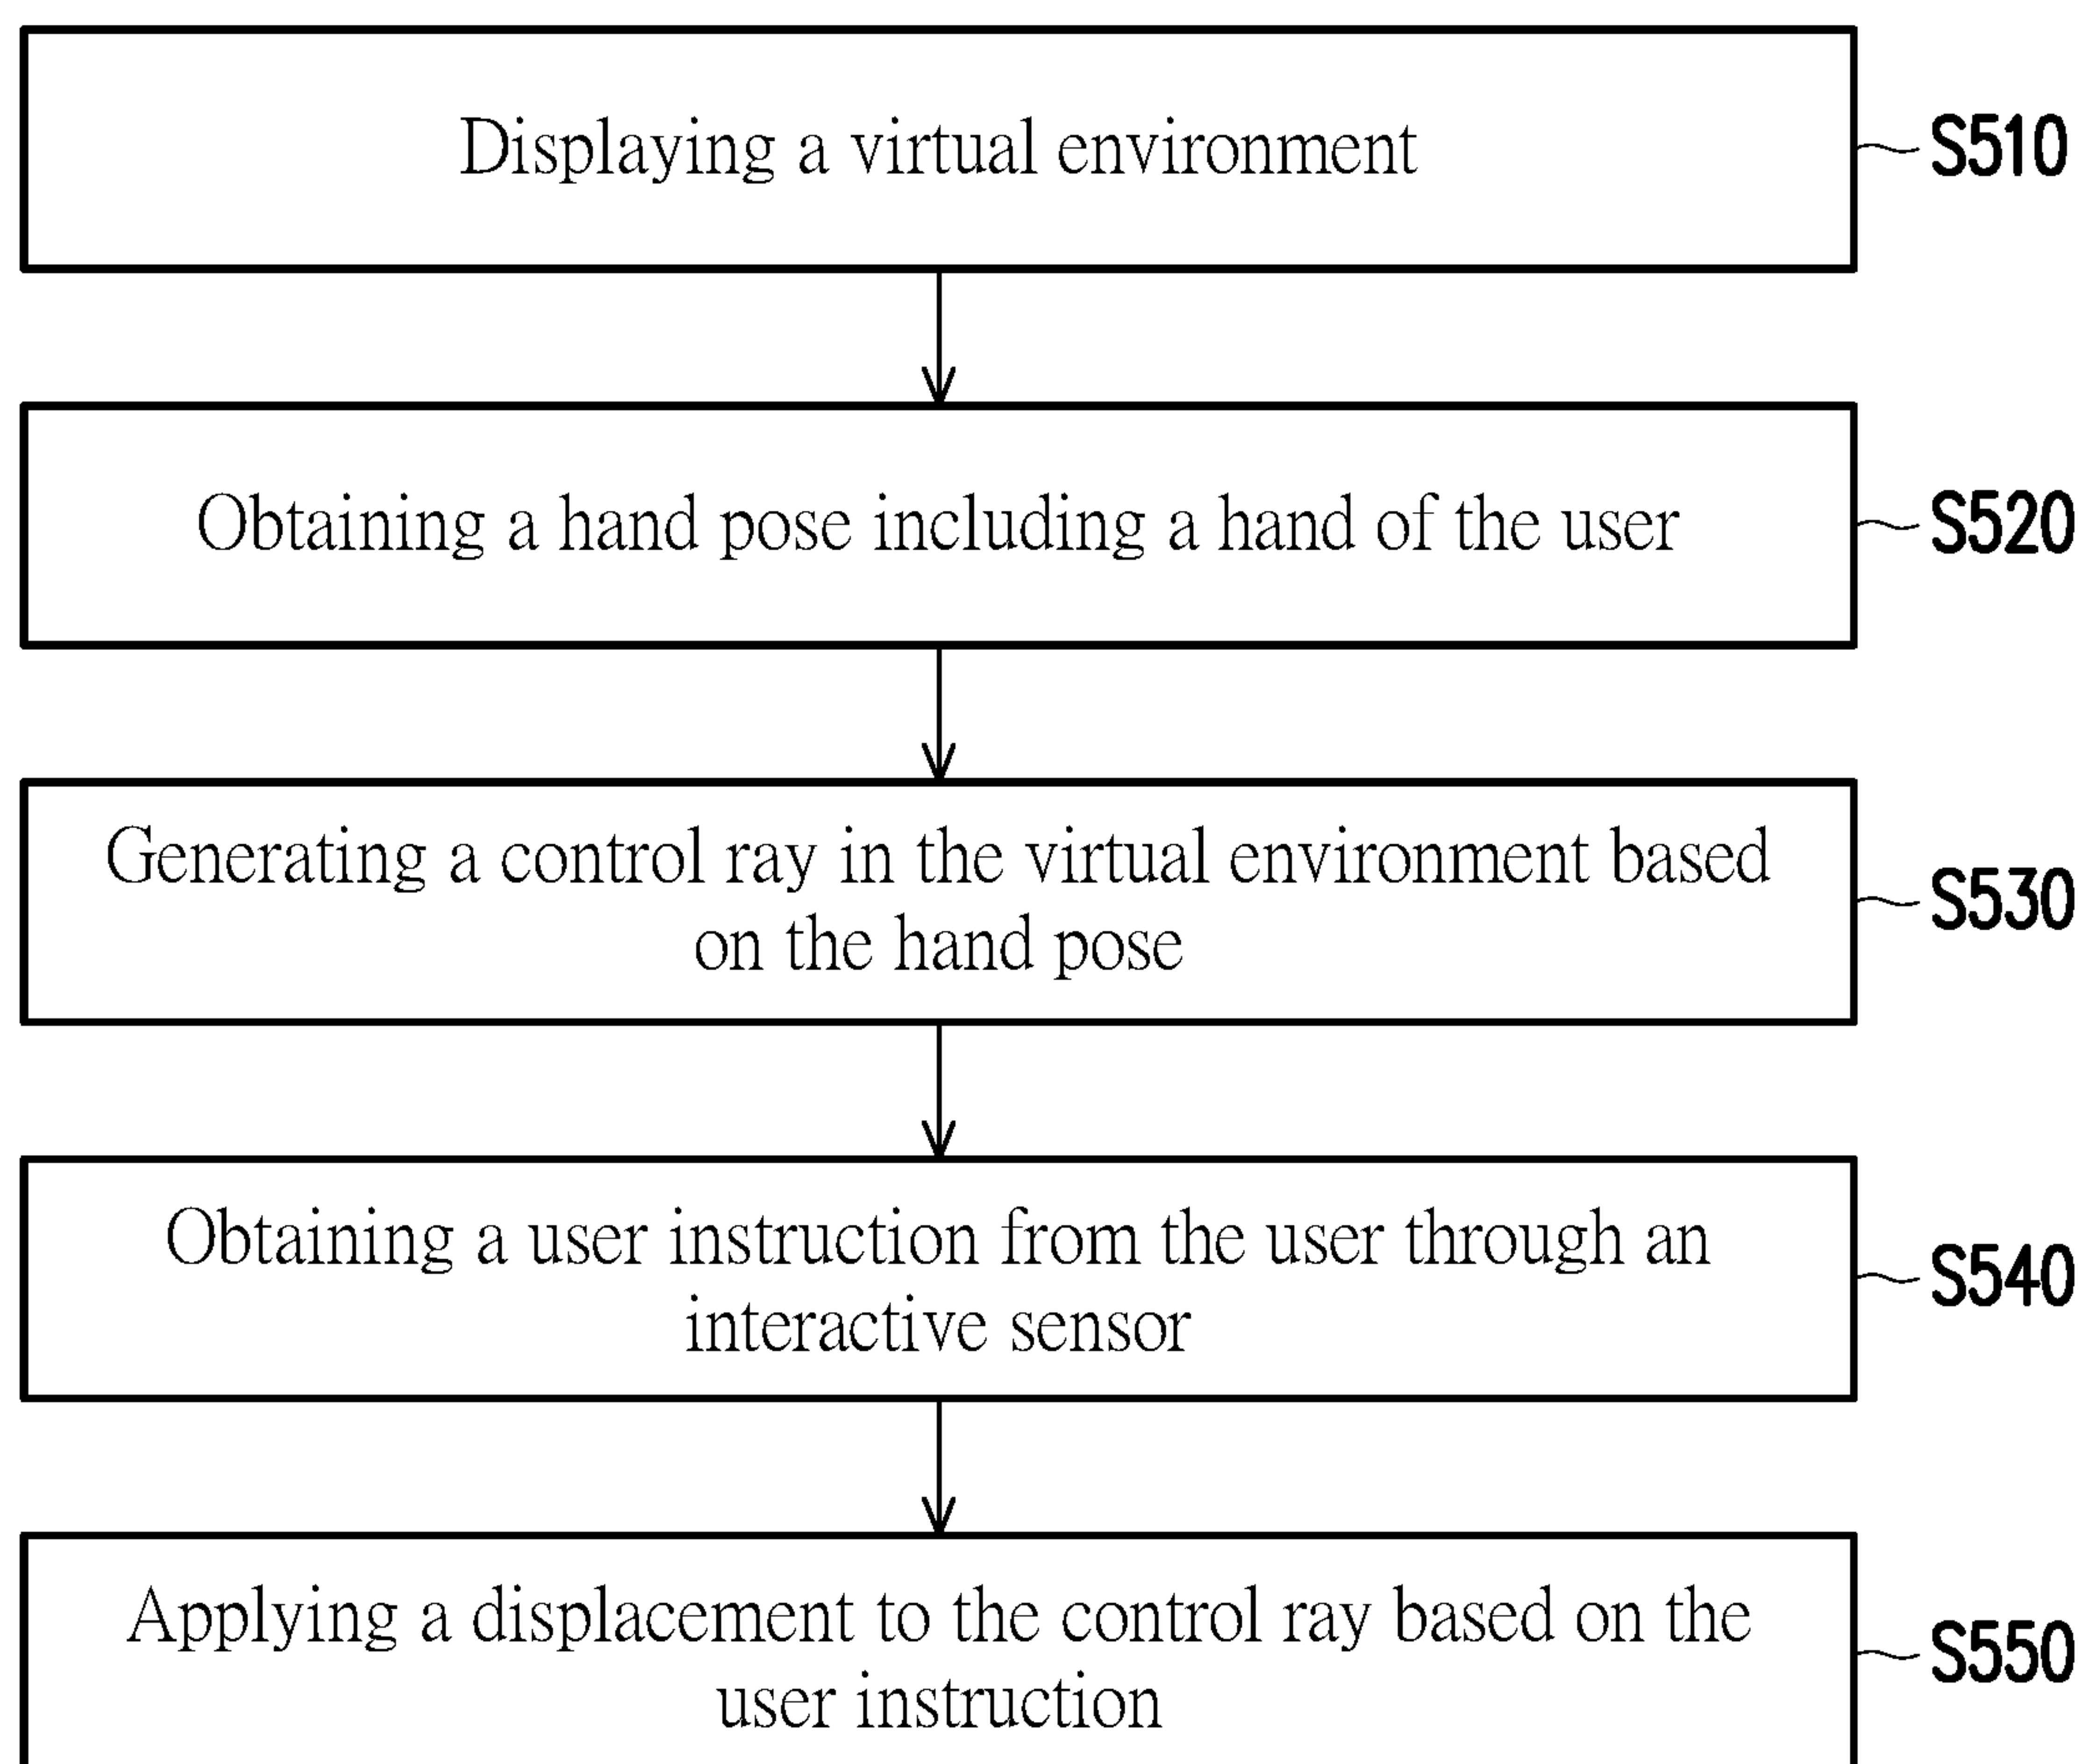 Displaying a virtual environment
S510
Obtaining a hand pose including a hand of the user
S520
Generating a control ray in the virtual environment based
on the hand pose
S530
Obtaining a user instruction from the user through an
interactive sensor
S540
Applying a displacement to the control ray based on the
user instruction
S550